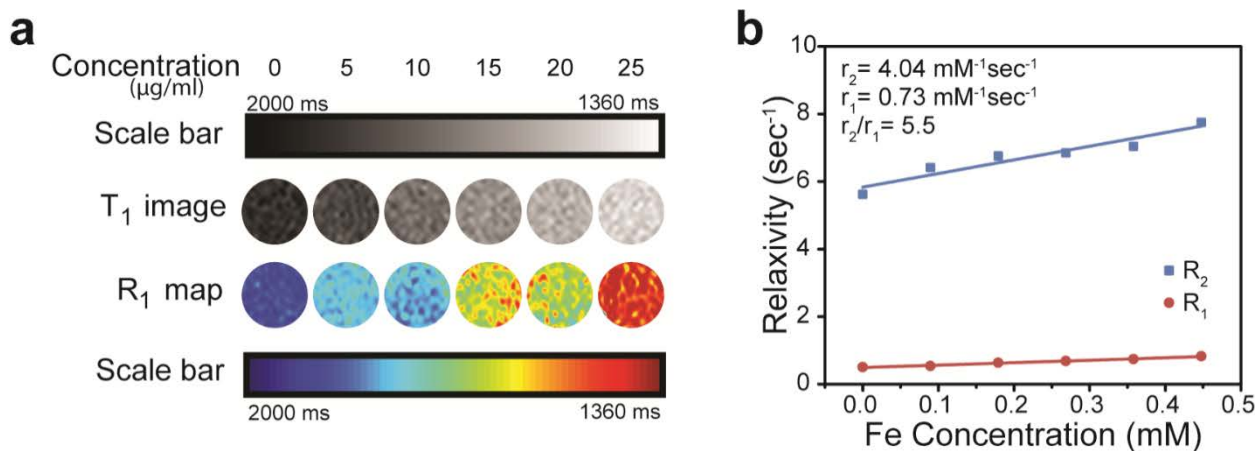 a
Concentration 0 5 10 15 20 25
(µg/ml)
2000 ms 1360 ms
Scale bar
T₁ image
R₁ map
Scale bar
2000 ms 1360 ms
b
r₂= 4.04 mM⁻¹sec⁻¹
r₁= 0.73 mM⁻¹sec⁻¹
r₂/r₁= 5.5
Relaxivity (sec⁻¹)
10
8
6
4
2
0
R₂
R₁
0.0 0.1 0.2 0.3 0.4 0.5
Fe Concentration (mM)